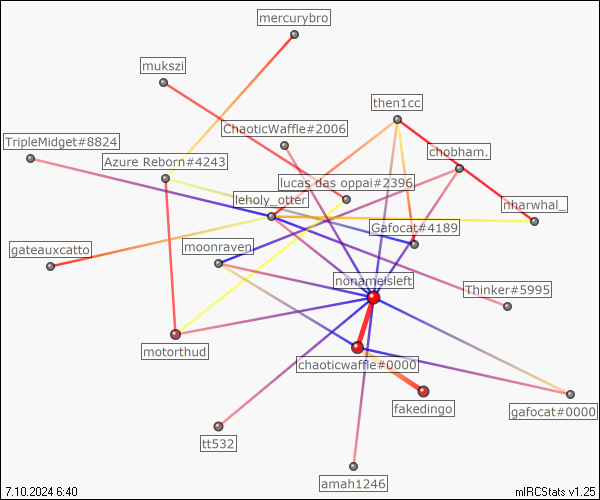 mercurybro
mukszi
then1cc
ChaoticWaffle#2006
TripleMidget#8824
chobham.
Azure Reborn#4243
lucas das oppai#2396
leholy_otter
nharwhal_
Gafocat#4189
moonraven
gateauxcatto
nonameisleft
Thinker#5995
motorthud
chaoticwaffle#0000
fakedingo
gafocat#0000
tt532
amah1246
7.10.2024 6:40
mIRCStats v1.25